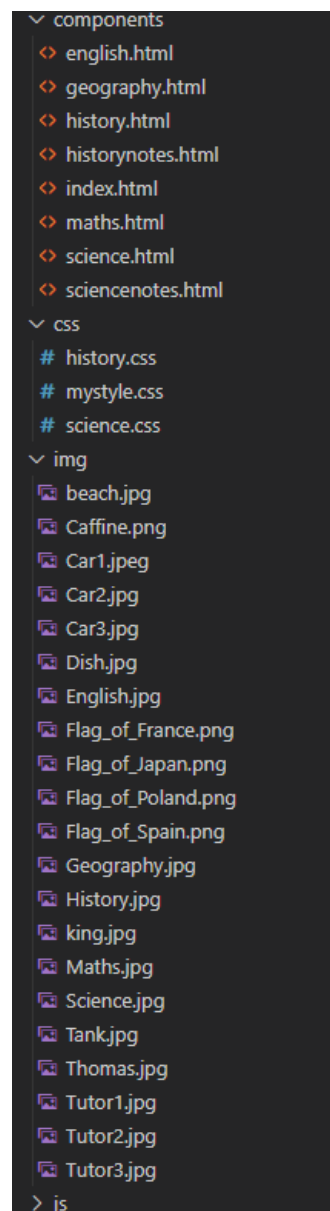 components
english.html
geography.html
history.html
historynotes.html
index.html
maths.html
science.html
sciencenotes.html
css
history.css
mystyle.css
science.css
img
beach.jpg
Caffine.png
Car1.jpeg
Car2.jpg
Car3.jpg
Dish.jpg
English.jpg
Flag_of_France.png
Flag_of_Japan.png
Flag_of_Poland.png
Flag_of_Spain.png
Geography.jpg
History.jpg
king.jpg
Maths.jpg
Science.jpg
Tank.jpg
Thomas.jpg
Tutor1.jpg
Tutor2.jpg
Tutor3.jpg
js